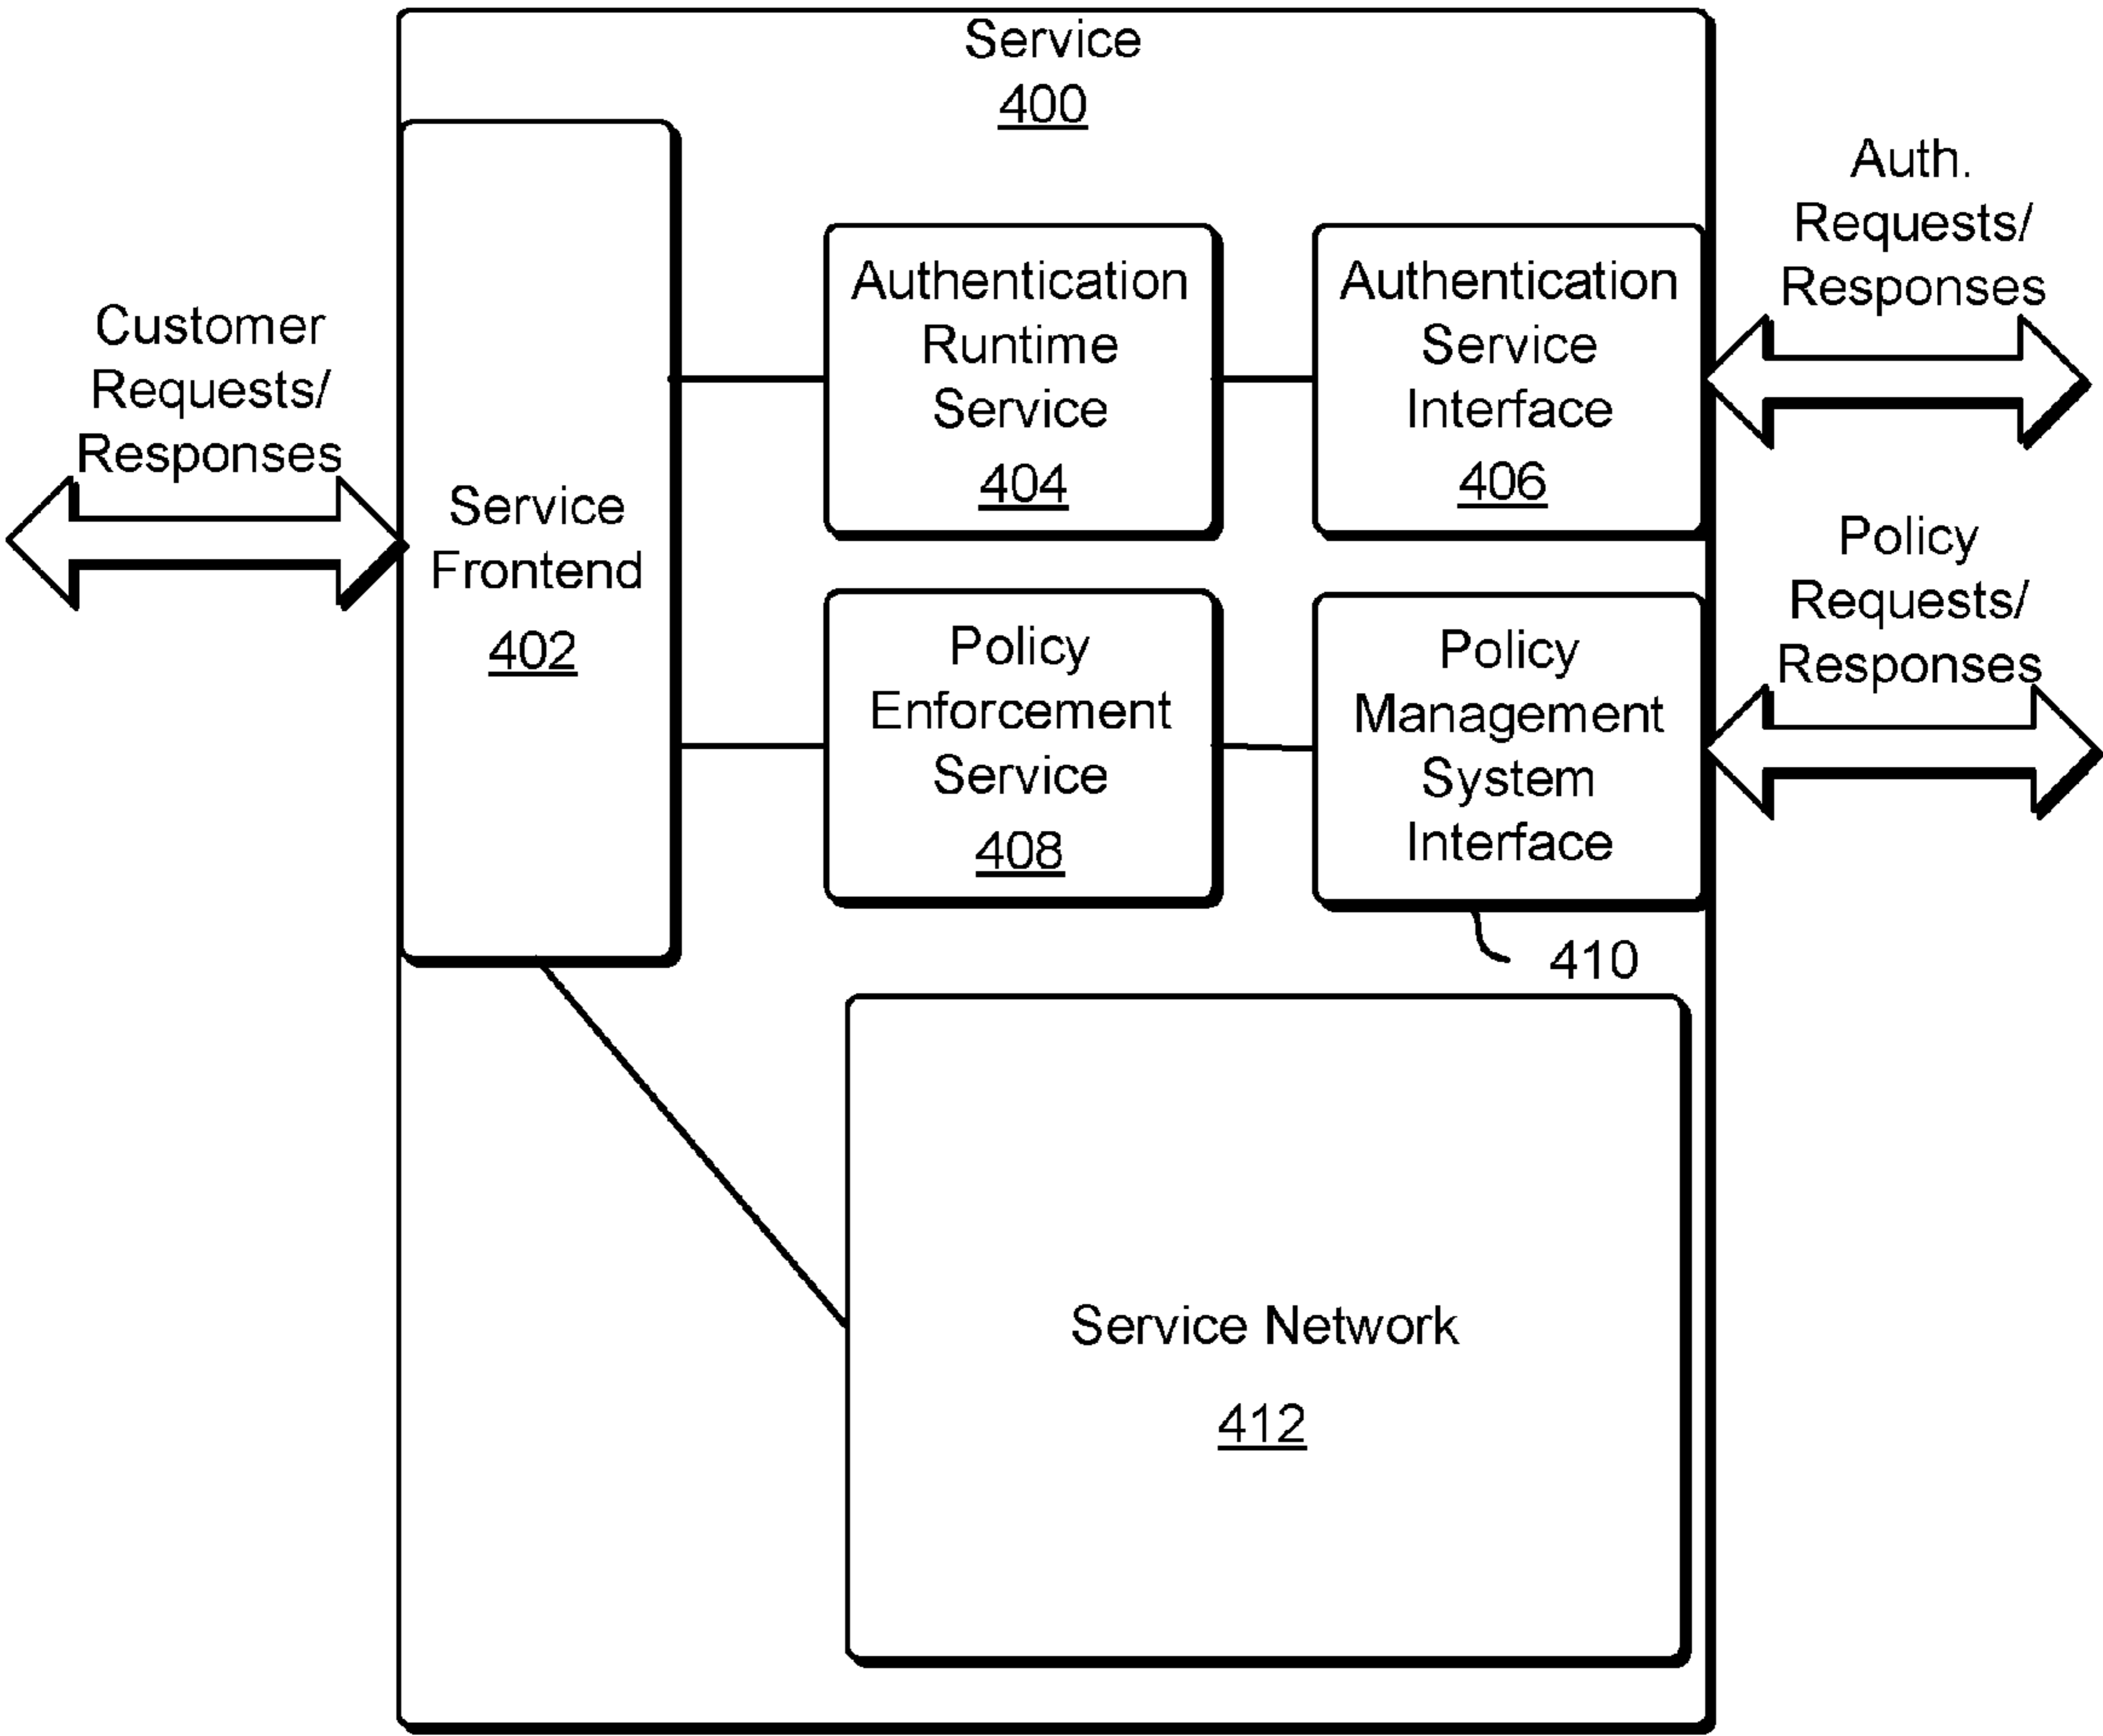 Service
400
Customer
Requests/
Responses
Service
Frontend
402
Authentication
Runtime
Service
404
Authentication
Service
Interface
406
Auth.
Requests/
Responses
Policy
Enforcement
Service
408
Policy
Management
System
Interface
410
Policy
Requests/
Responses
Service Network
412